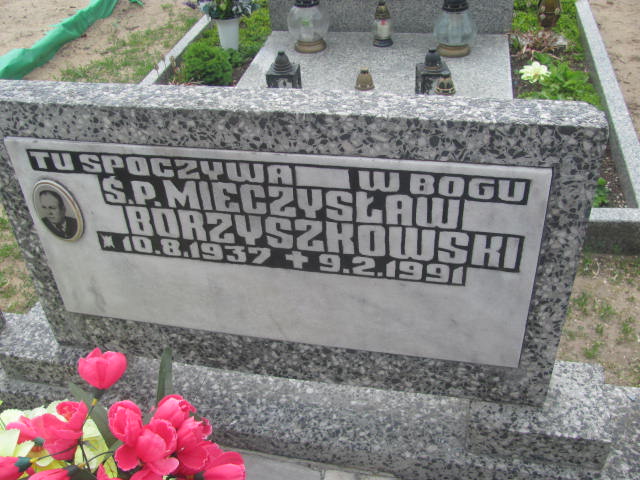 TU SPOCZYWA W BOGU
Ś.P. MIECZYSŁAW
BORZYSZKOWSKI
* 10.8.1937 + 9.2.1991